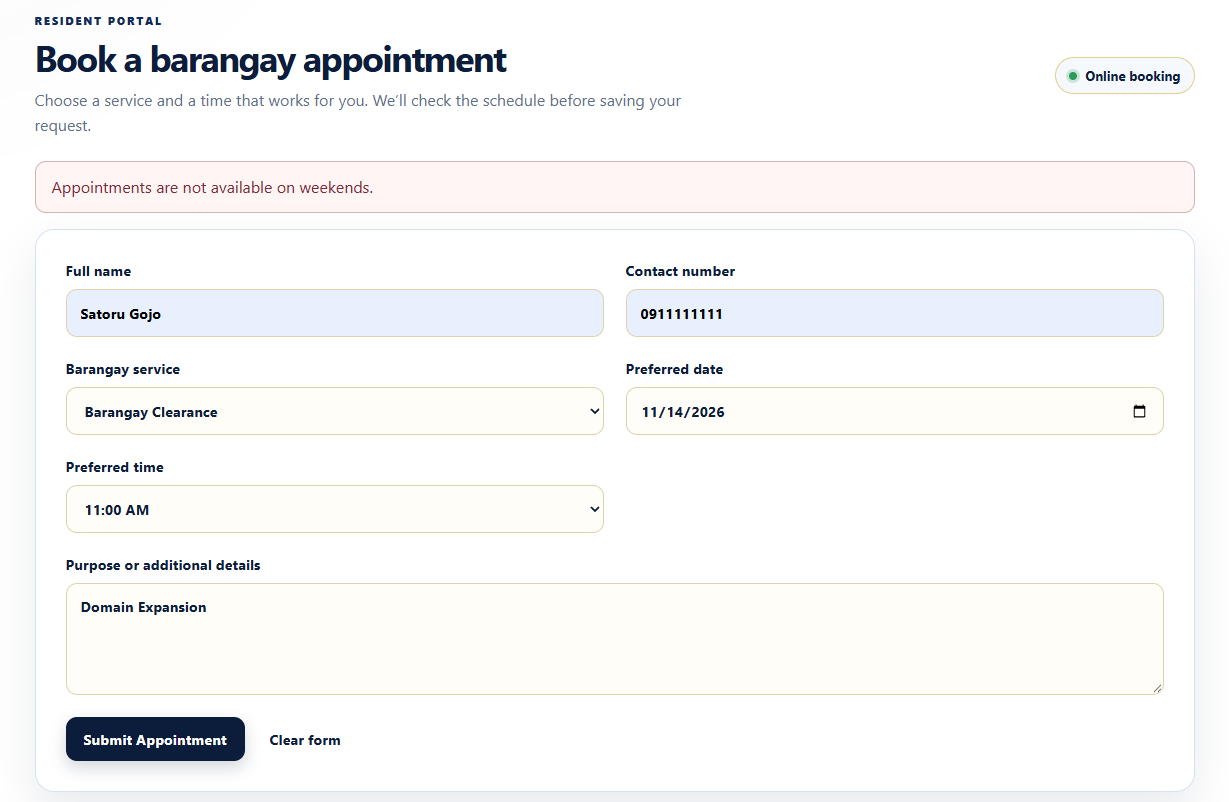 RESIDENT PORTAL
Book a barangay appointment
Online booking
Choose a service and a time that works for you. We’ll check the schedule before saving your
request.
Appointments are not available on weekends.
Full name
Contact number
Satoru Gojo
0911111111
Barangay service
Preferred date
Barangay Clearance
11/14/2026
Preferred time
11:00 AM
Purpose or additional details
Domain Expansion
Submit Appointment
Clear form